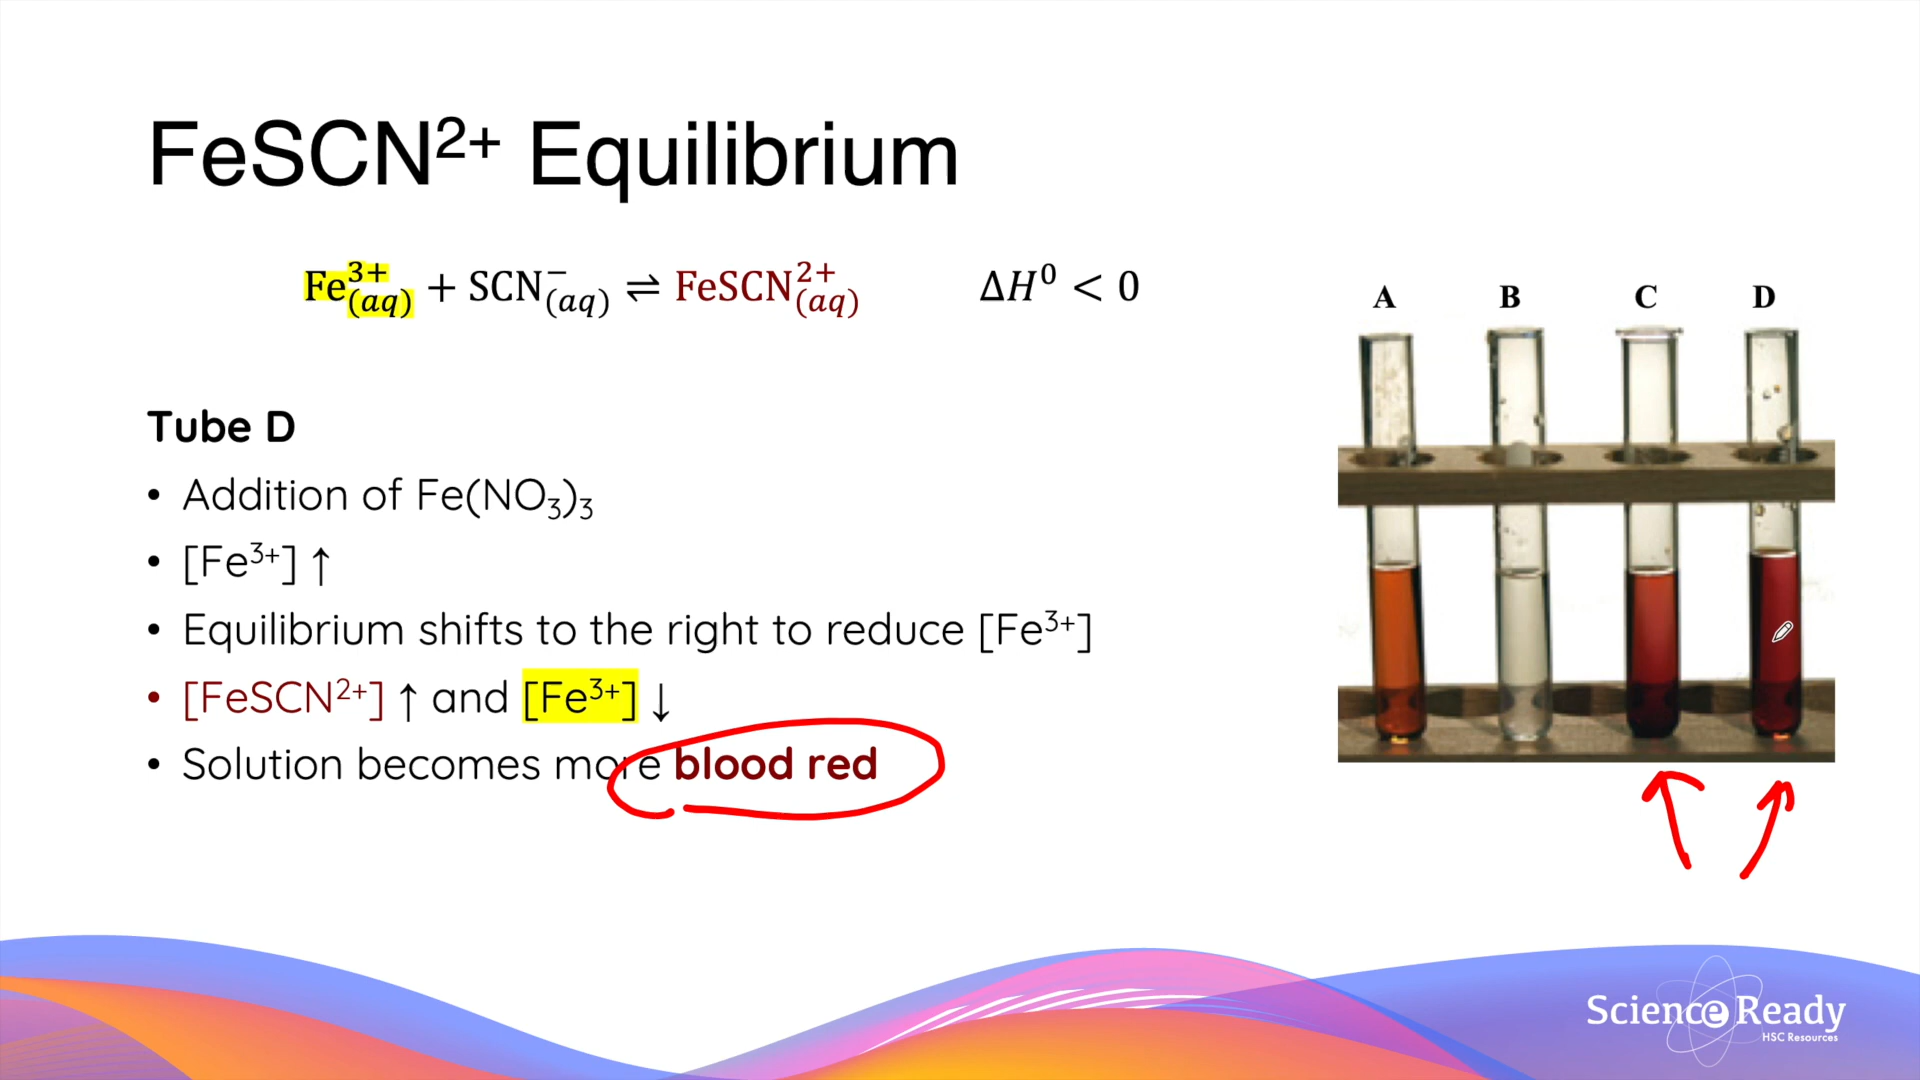 FeSCN²⁺ Equilibrium
Fe³⁺(aq) + SCN⁻(aq) ⇌ FeSCN²⁺(aq) ΔH⁰ < 0
A B C D
Tube D
• Addition of Fe(NO₃)₃
• [Fe³⁺] ↑
• Equilibrium shifts to the right to reduce [Fe³⁺]
• [FeSCN²⁺] ↑ and [Fe³⁺] ↓
• Solution becomes more blood red
Science Ready
HSC Resources